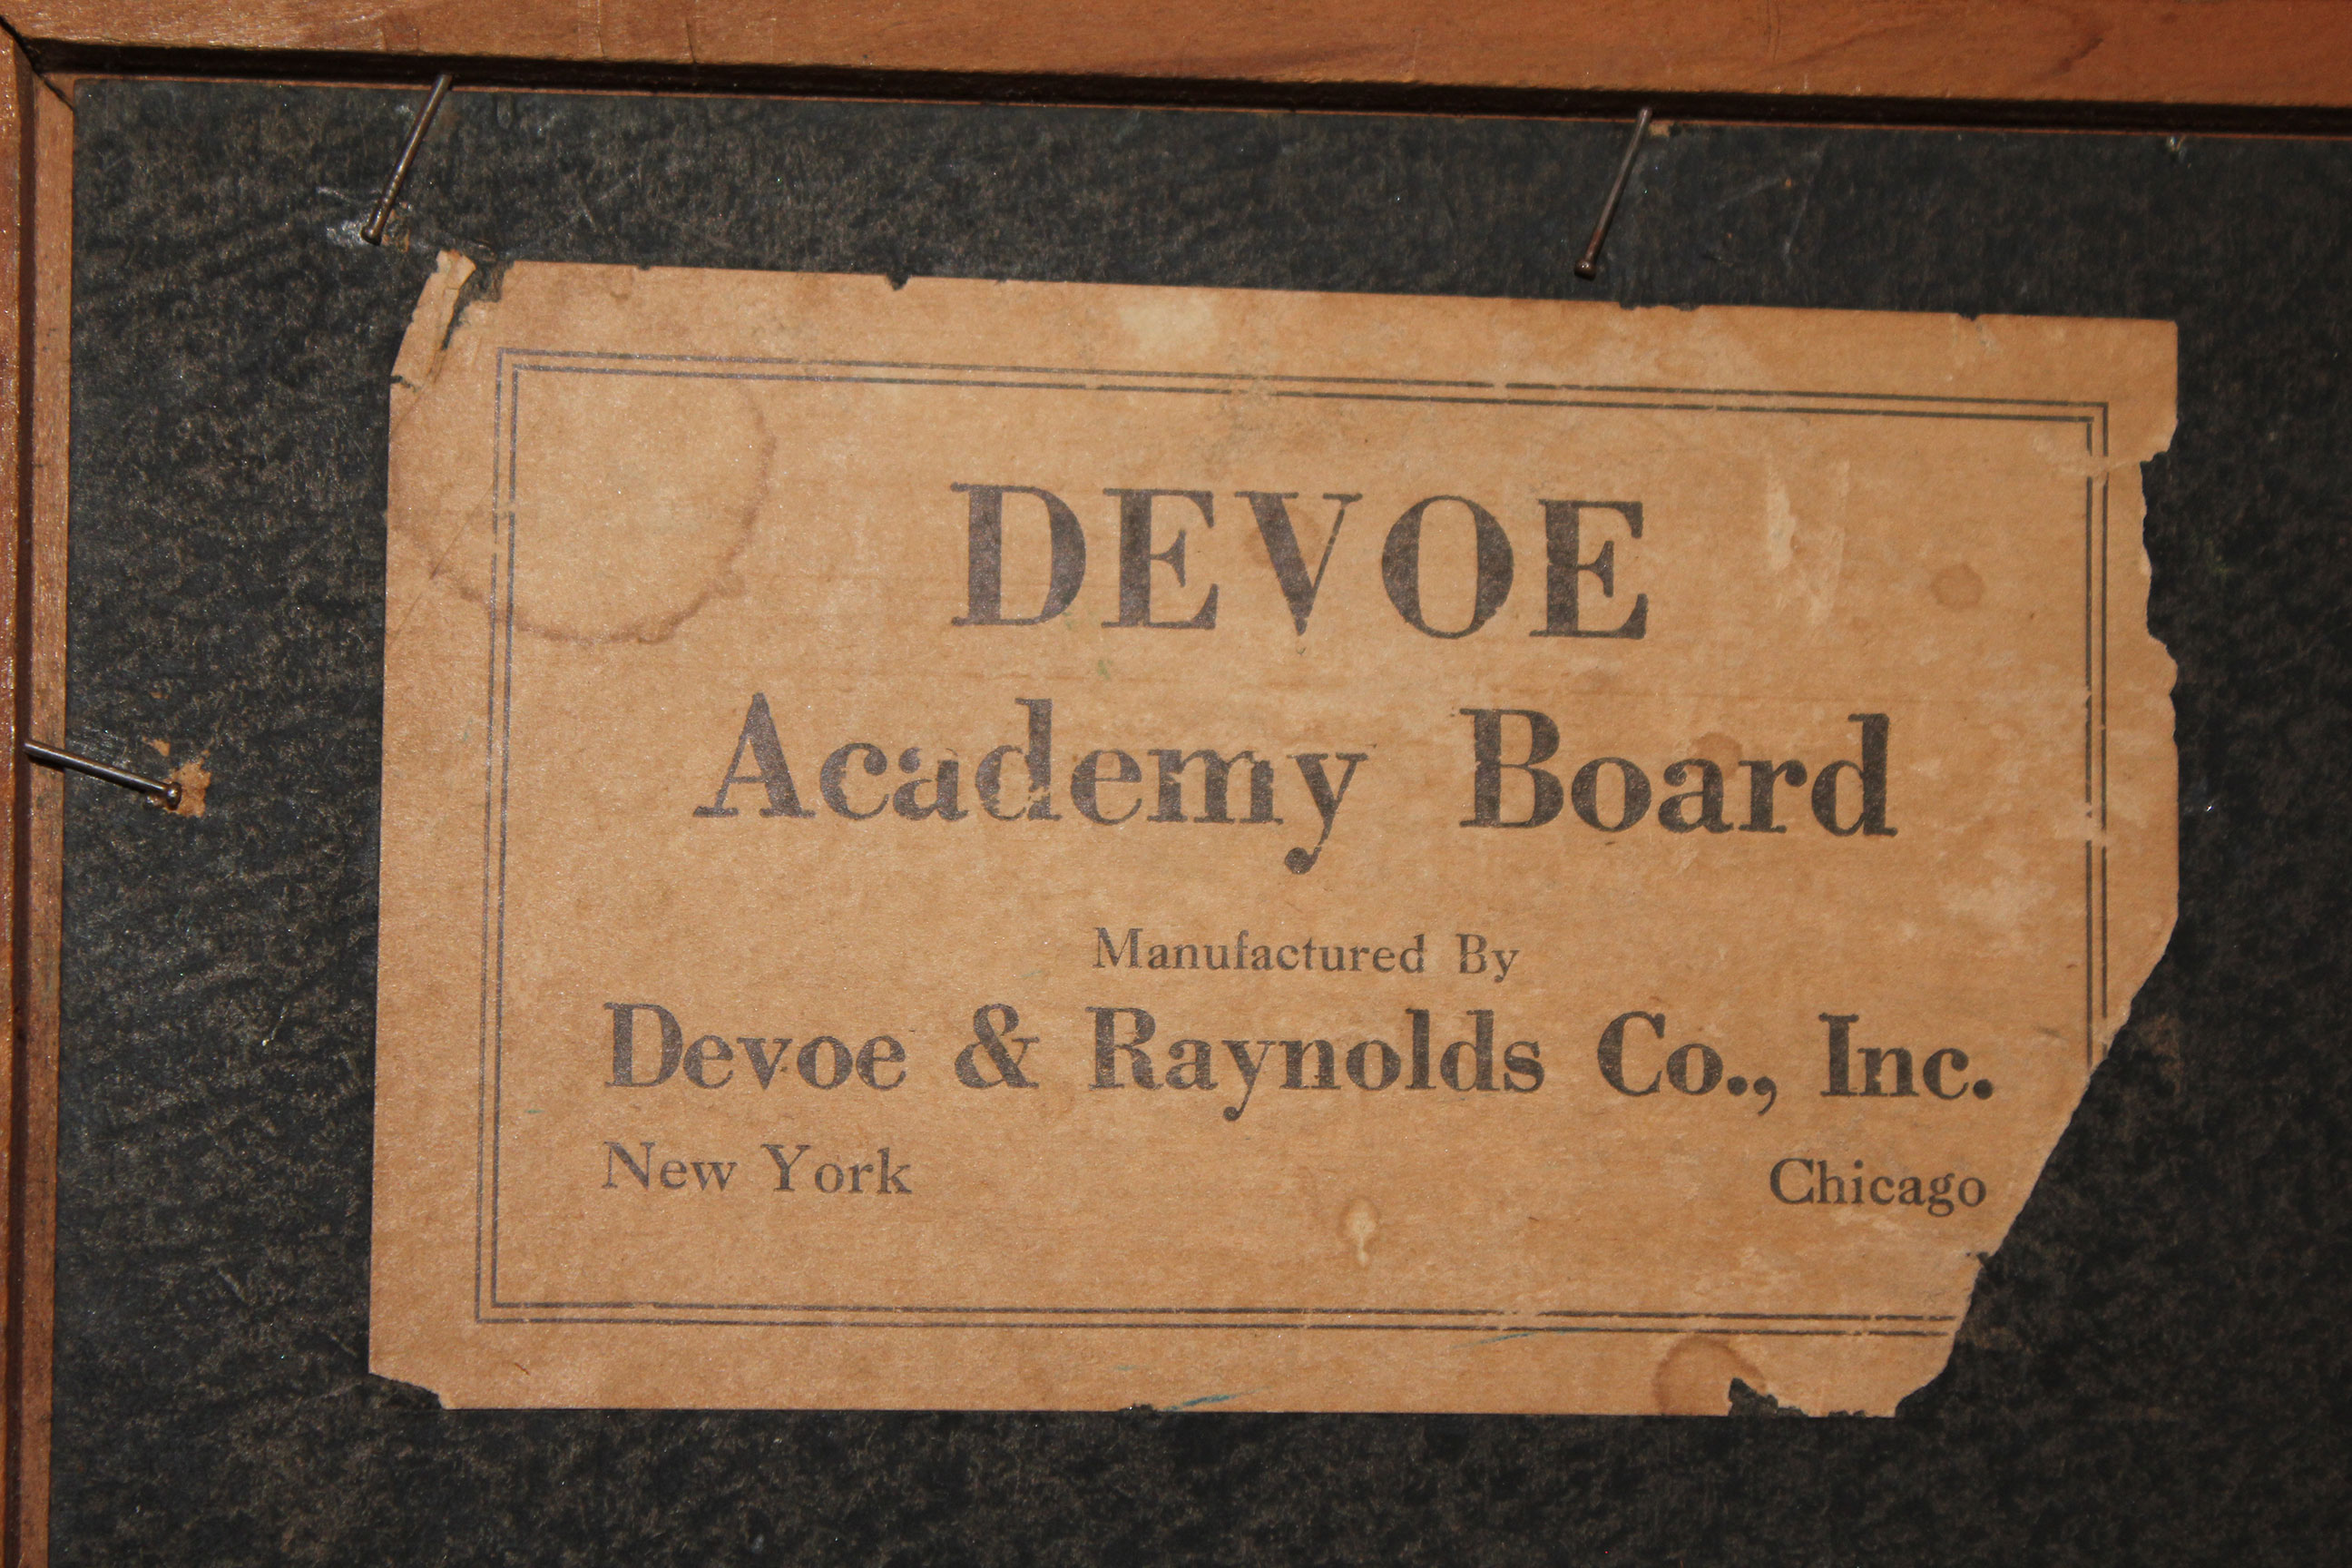 DEVOE
Academy Board
Manufactured By
Devoe & Raynolds Co., Inc.
New York Chicago